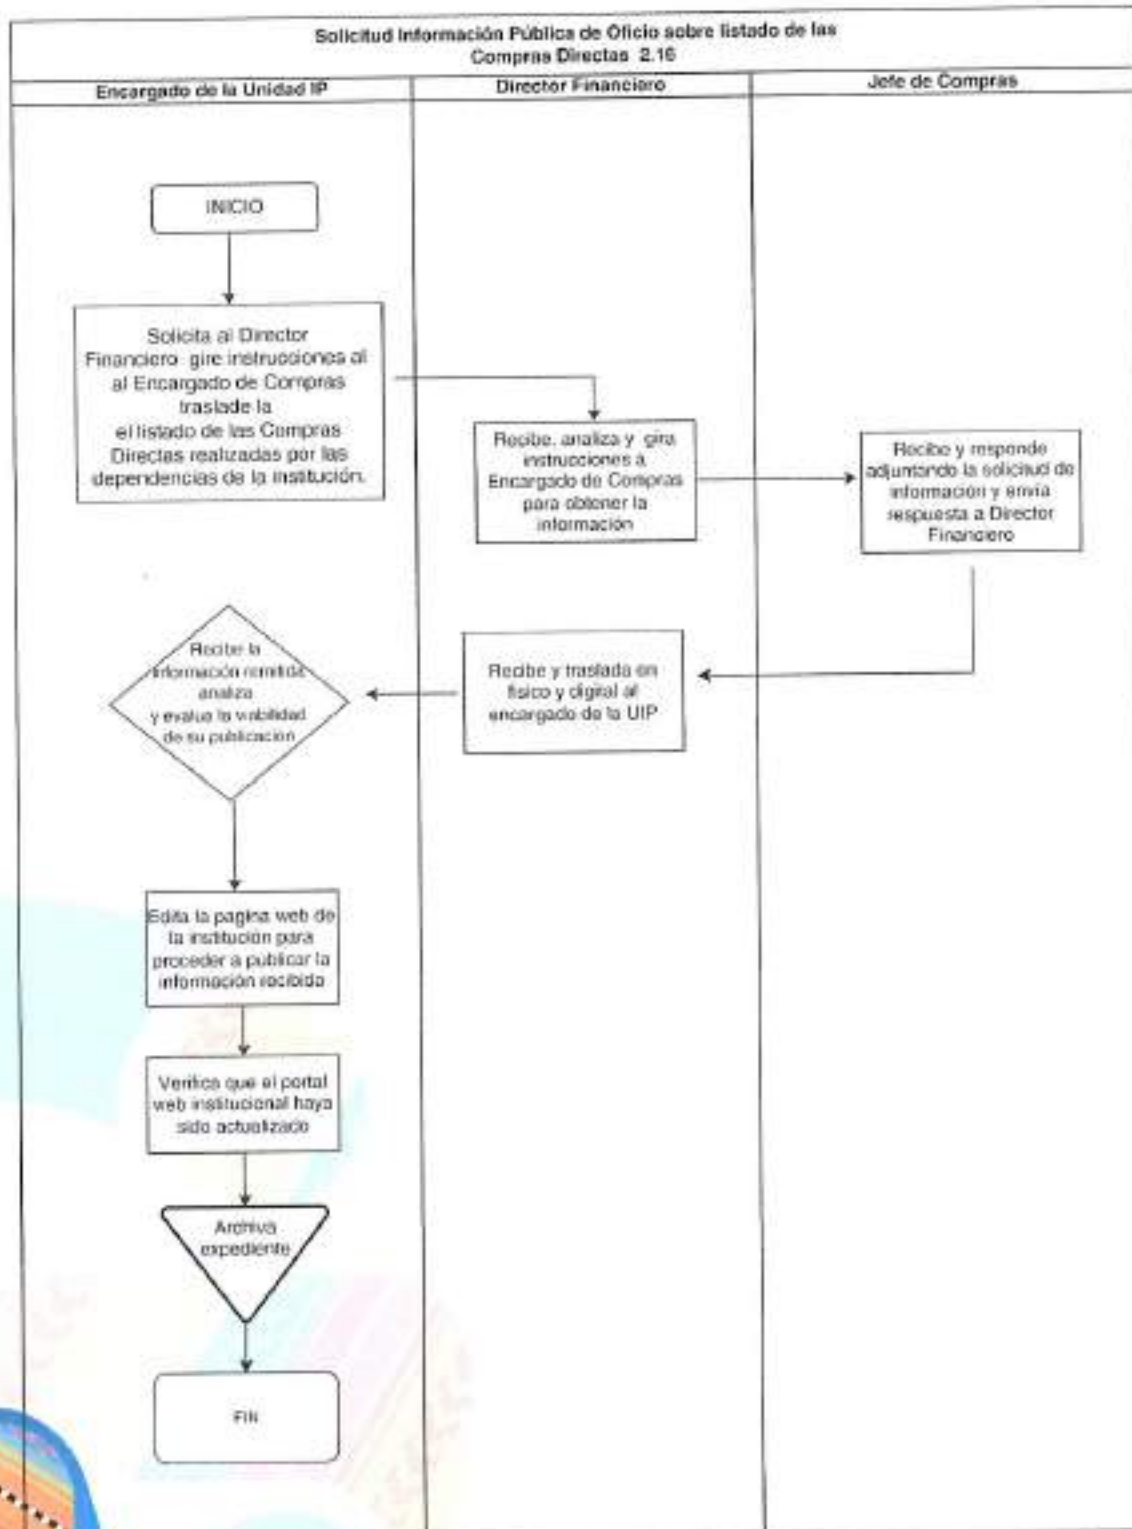 Solicitud Información Pública de Oficio sobre listado de las
Compras Directas 2.16
Encargado de la Unidad IP
Director Financiero
Jefe de Compras
INICIO
Solicita al Director
Financiero gire instrucciones al
al Encargado de Compras
traslade la
el listado de las Compras
Directas realizadas por las
dependencias de la institución.
Recibe, analiza y gira
instrucciones a
Encargado de Compras
para obtener la
información
Recibe y responde
adjuntando la solicitud de
información y envía
respuesta a Director
Financiero
Recibe y traslada en
físico y digital al
encargado de la UIP
Recibe la
información remitida,
analiza
y evalua la viabilidad
de su publicación
Edita la pagina web de
la institución para
proceder a publicar la
información recibida
Verifica que el portal
web institucional haya
sido actualizado
Archiva
expediente
FIN